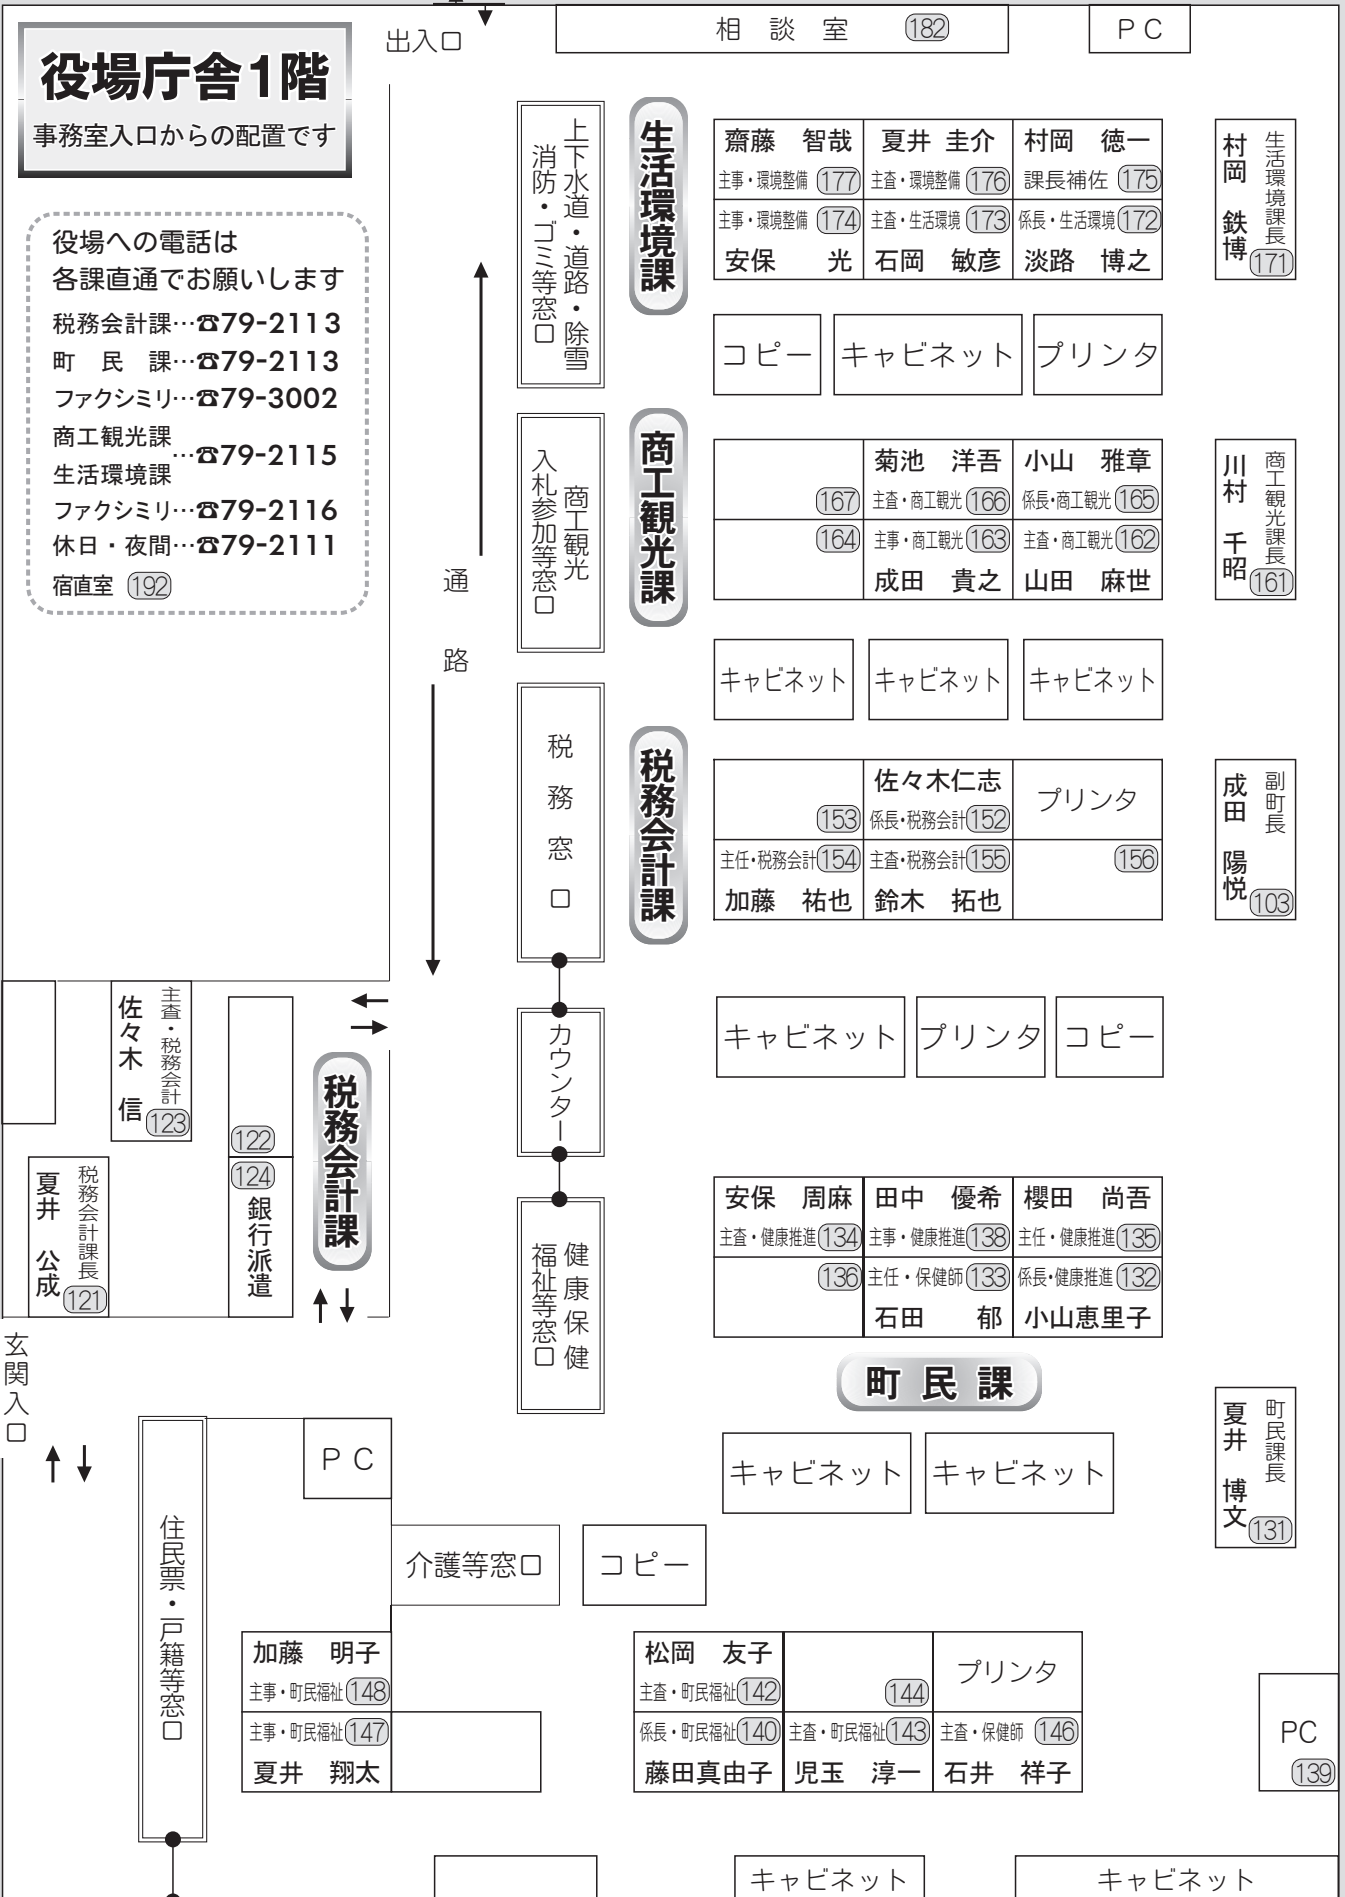 役場庁舎1階
事務室入口からの配置です
役場への電話は
各課直通でお願いします
税務会計課…☎79-2113
町　民　課…☎79-2113
ファクシミリ…☎79-3002
商工観光課
生活環境課
…☎79-2115
ファクシミリ…☎79-2116
休日・夜間…☎79-2111
宿直室 192
出入口
相　談　室　182
ＰＣ
通　路
上下水道・道路・除雪
消防・ゴミ等窓口
生活環境課
齋藤　智哉
主事・環境整備 177
夏井 圭介
主査・環境整備 176
村岡　徳一
課長補佐 175
主事・環境整備 174
安保　光
主査・生活環境 173
石岡　敏彦
係長・生活環境 172
淡路　博之
生活環境課長
村岡　鉄博
171
コピー
キャビネット
プリンタ
商工観光
入札参加等窓口
商工観光課
167
菊池　洋吾
主査・商工観光 166
小山　雅章
係長・商工観光 165
164
主事・商工観光 163
成田　貴之
主査・商工観光 162
山田　麻世
商工観光課長
川村　千昭
161
キャビネット
キャビネット
キャビネット
税務窓口
税務会計課
153
佐々木仁志
係長・税務会計 152
プリンタ
主任・税務会計 154
加藤　祐也
主査・税務会計 155
鈴木　拓也
156
副町長
成田　陽悦
103
キャビネット
プリンタ
コピー
カウンター
主査・税務会計
佐々木　信
123
122
124
銀行派遣
税務会計課
税務会計課長
夏井　公成
121
健康保健
福祉等窓口
安保　周麻
主査・健康推進 134
田中　優希
主事・健康推進 138
櫻田　尚吾
主任・健康推進 135
136
主任・保健師 133
石田　郁
係長・健康推進 132
小山恵里子
町民課
町民課長
夏井　博文
131
玄関入口
キャビネット
キャビネット
ＰＣ
住民票・戸籍等窓口
介護等窓口
コピー
加藤　明子
主事・町民福祉 148
主事・町民福祉 147
夏井　翔太
松岡　友子
主査・町民福祉 142
144
プリンタ
係長・町民福祉 140
藤田真由子
主査・町民福祉 143
児玉　淳一
主査・保健師 146
石井　祥子
PC
139
キャビネット
キャビネット